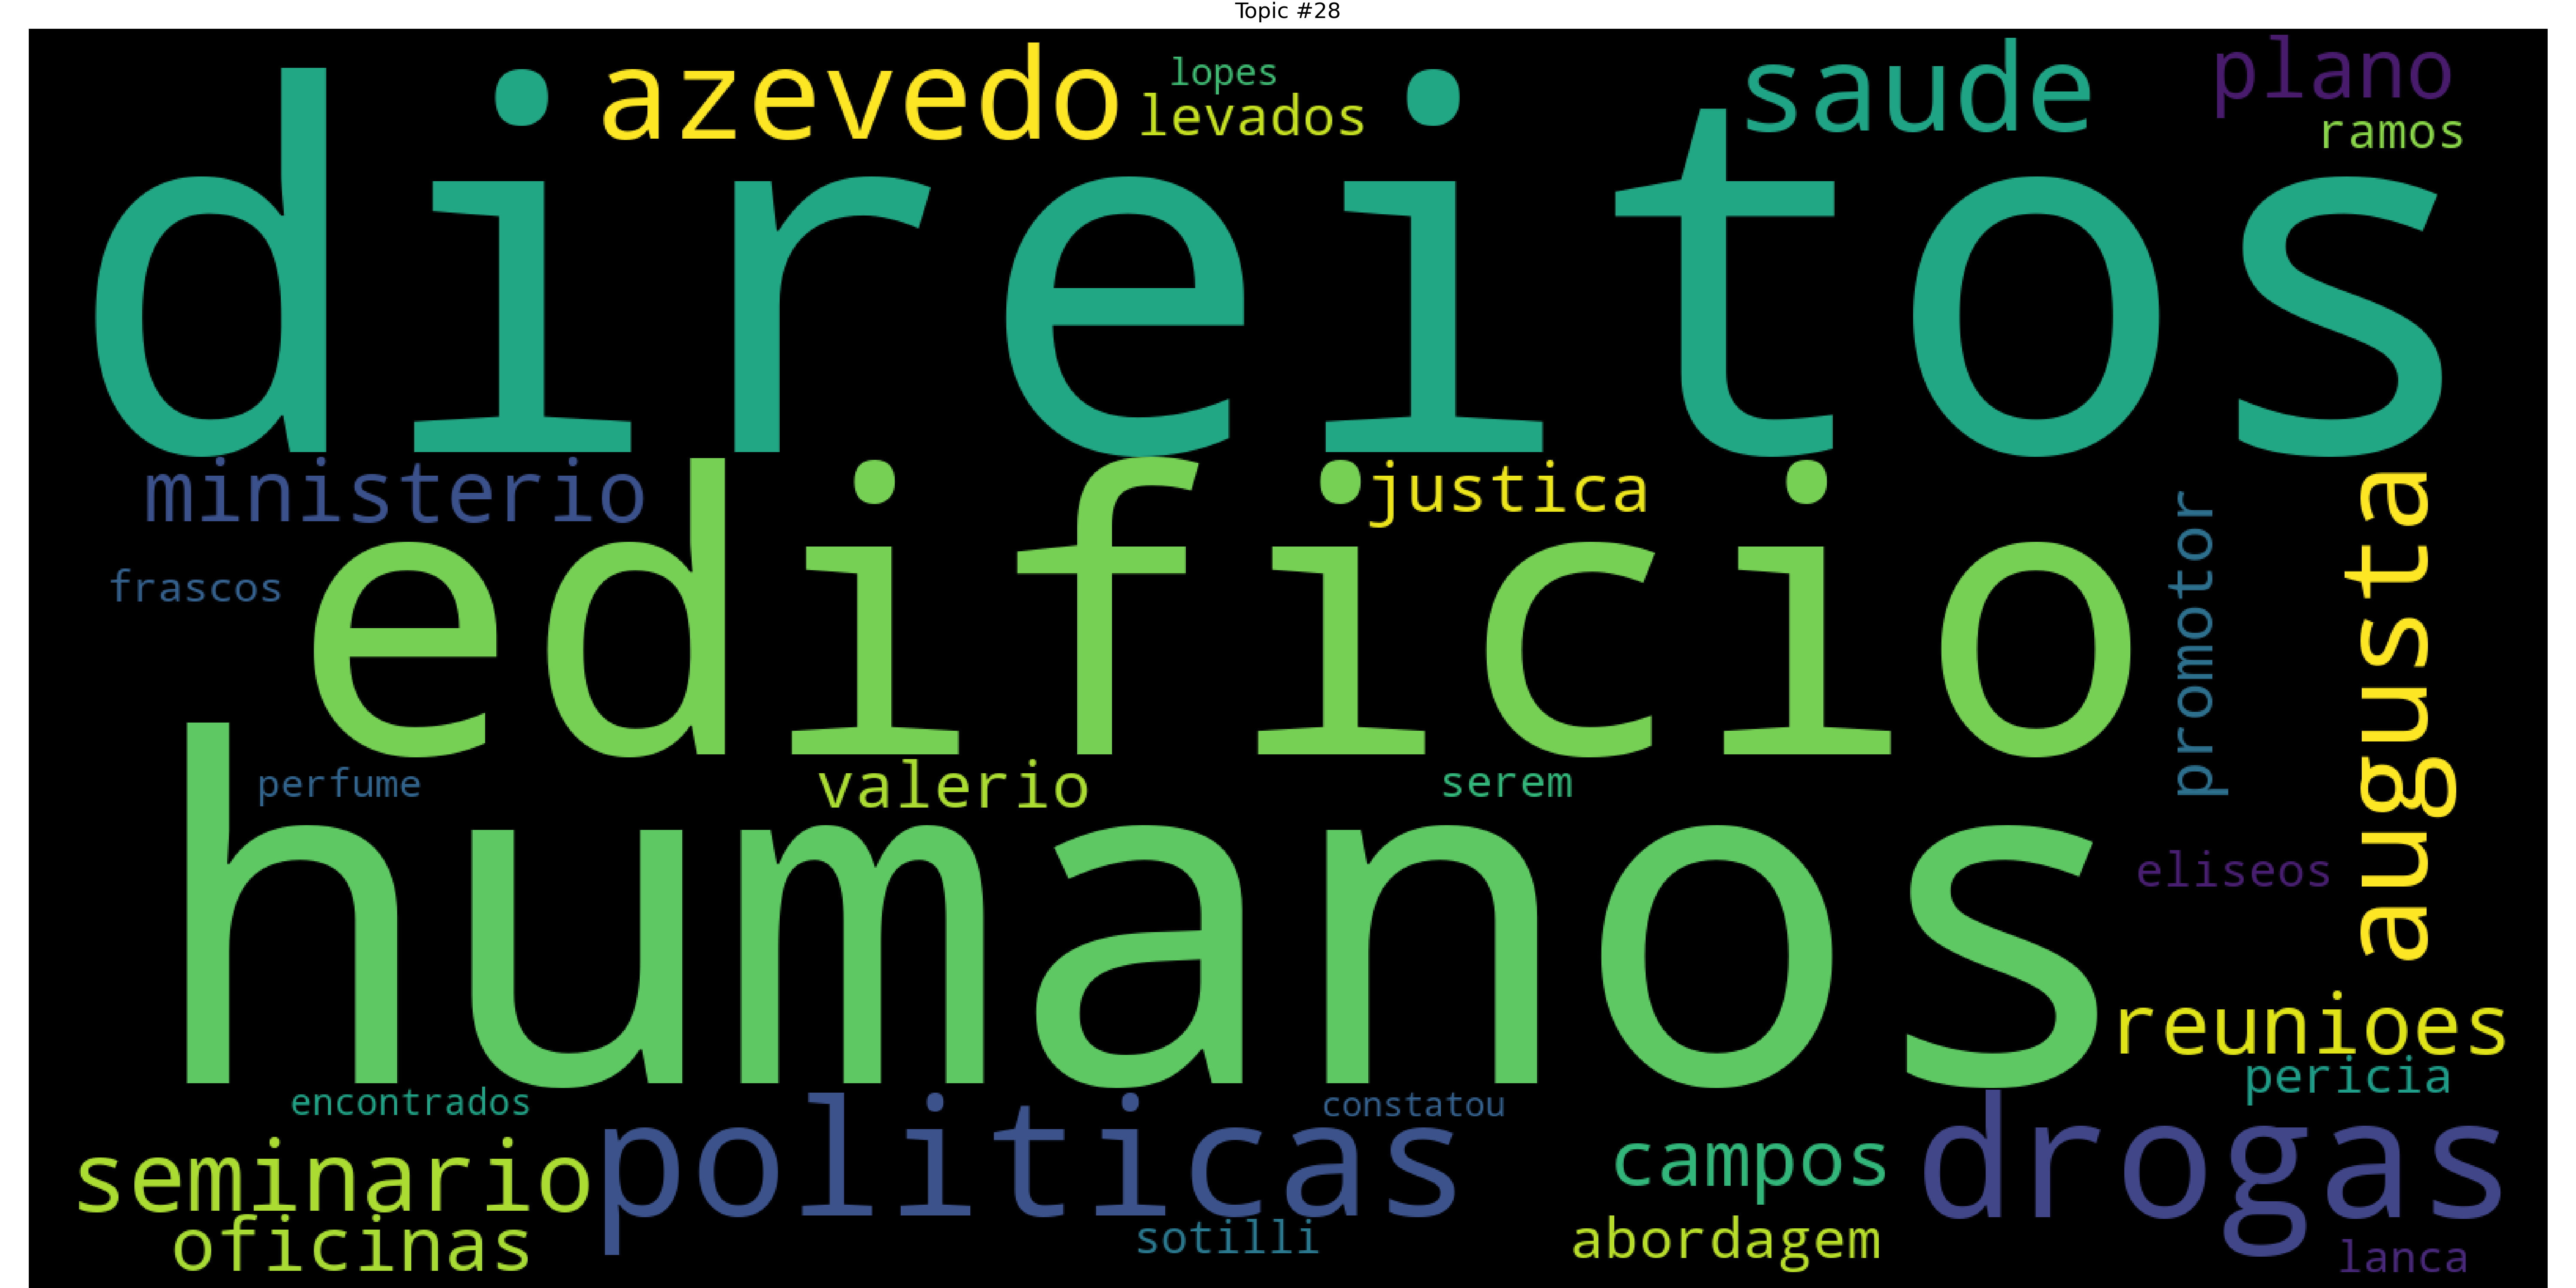 Topic #28
azevedo
lopes
levados
saude
plano
ramos
direitos
ministerio
justica
frascos
edificio
promotor
augusta
perfume
valerio
serem
humanos
eliseos
reunioes
pericia
encontrados
constatou
seminario
politicas
campos
drogas
oficinas
sotilli
abordagem
lanca